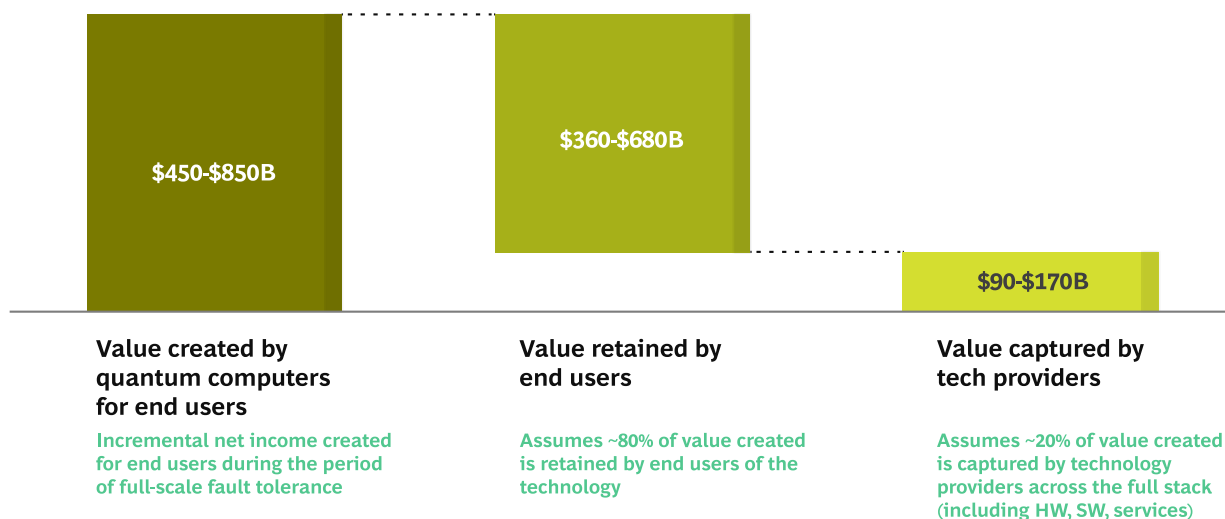 $450-$850B
$360-$680B
$90-$170B
Value created by
quantum computers
for end users
Incremental net income created
for end users during the period
of full-scale fault tolerance
Value retained by
end users
Assumes ~80% of value created
is retained by end users of the
technology
Value captured by
tech providers
Assumes ~20% of value created
is captured by technology
providers across the full stack
(including HW, SW, services)